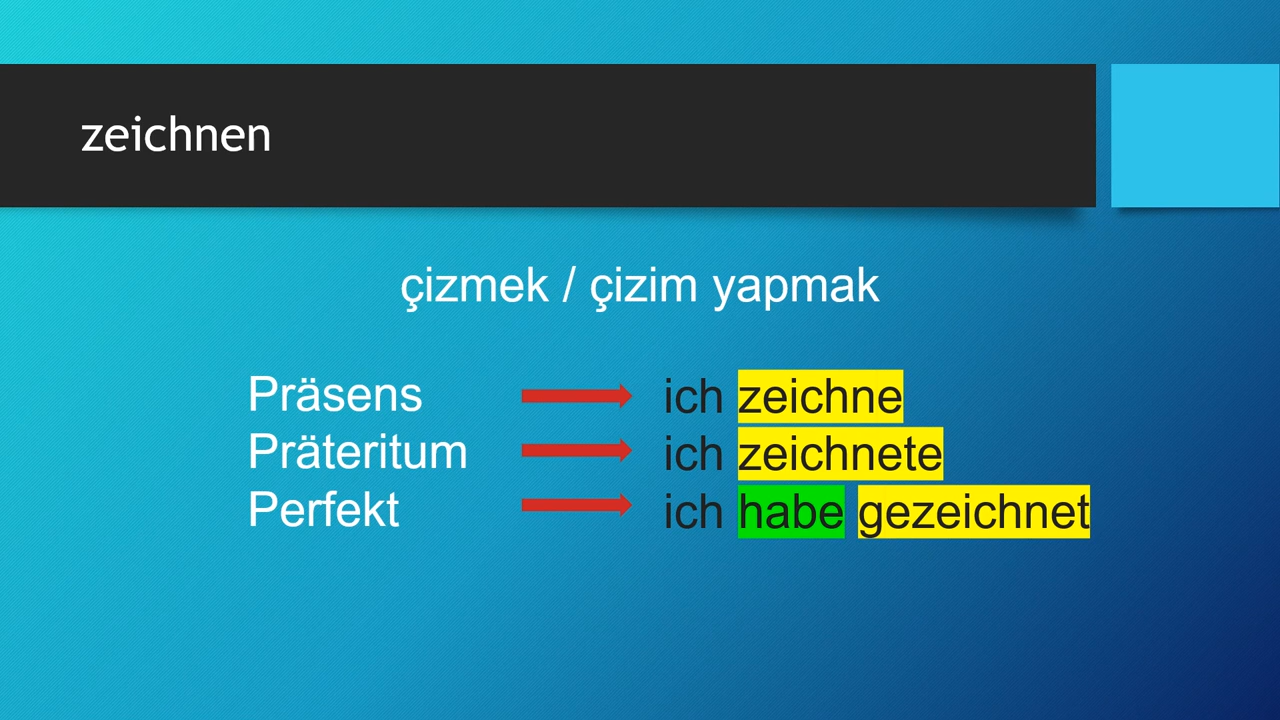 zeichnen
çizmek / çizim yapmak
Präsens ich zeichne
Präteritum ich zeichnete
Perfekt ich habe gezeichnet